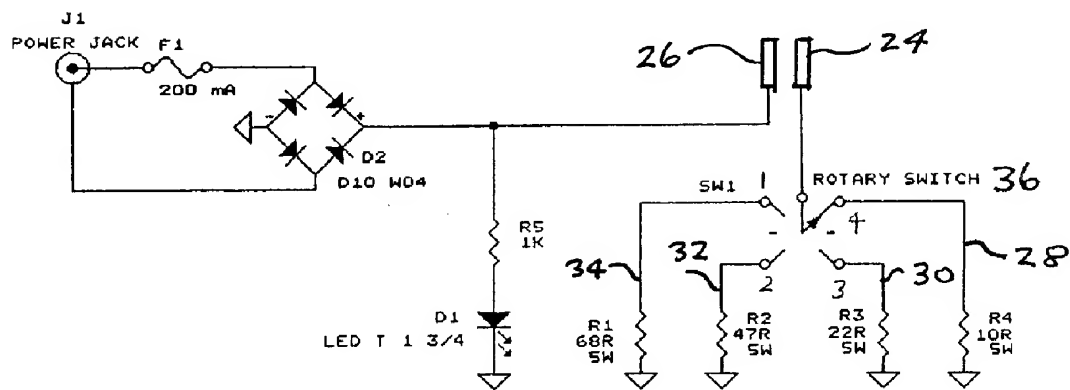 J1
POWER JACK
F1
200 mA
-
+
D2
D10 W04
R5
1K
D1
LED T 1 3/4
26
24
SW1
1
ROTARY SWITCH 36
4
2
3
34
32
30
28
R1
68R
5W
R2
47R
5W
R3
22R
5W
R4
10R
5W